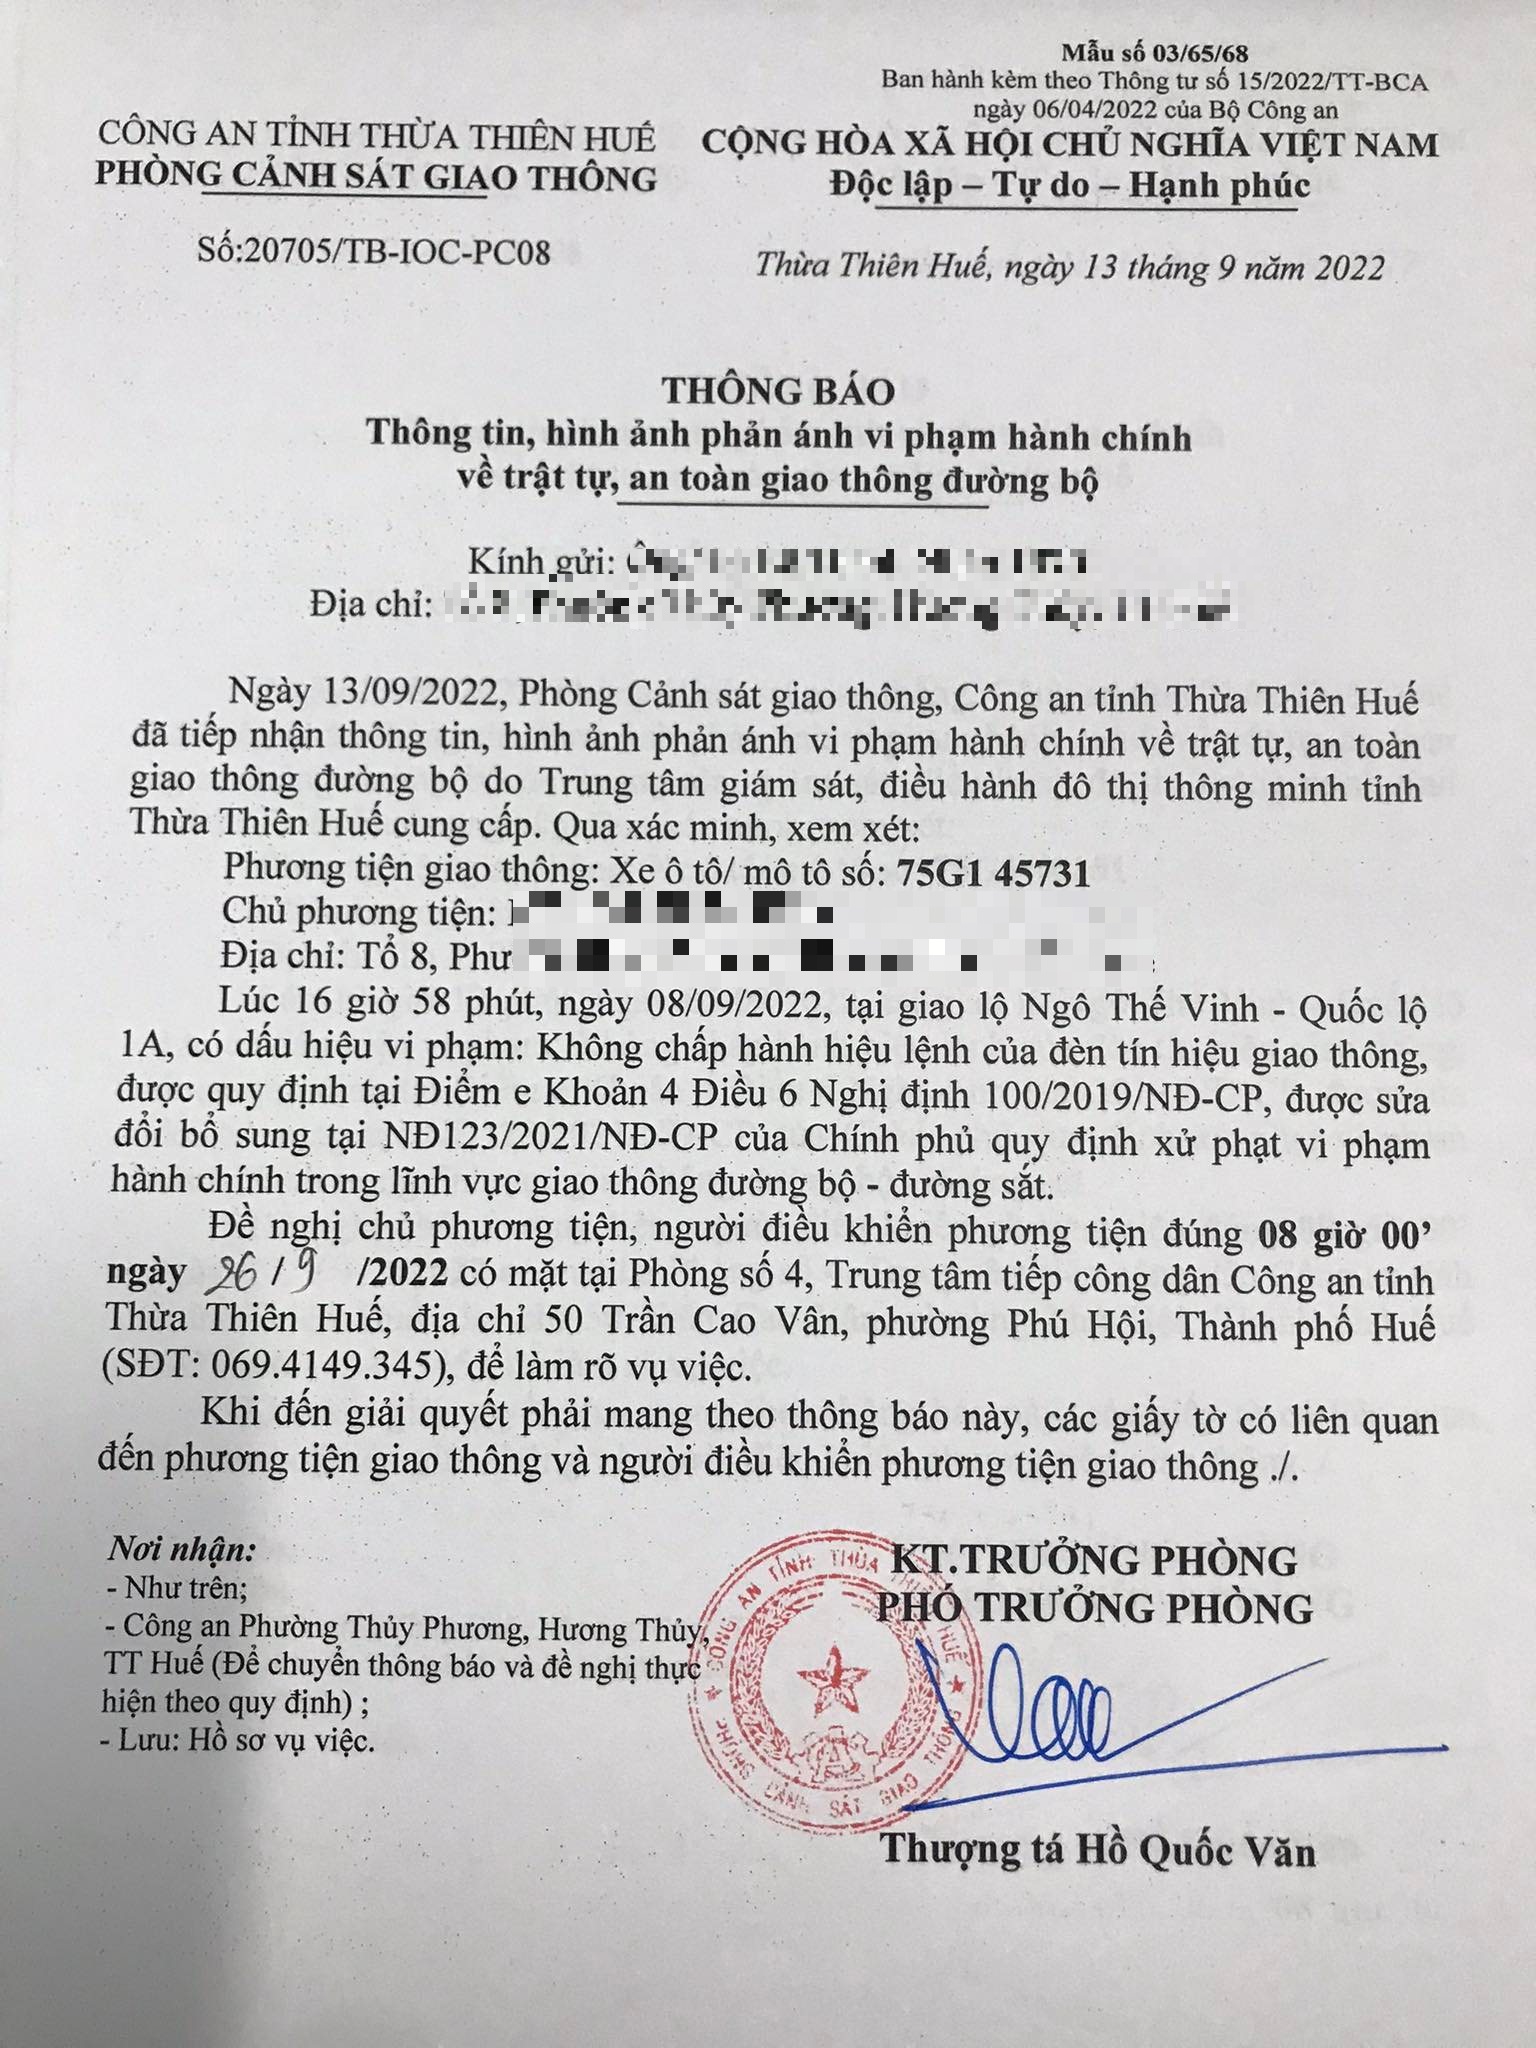 Mẫu số 03/65/68
Ban hành kèm theo Thông tư số 15/2022/TT-BCA
ngày 06/04/2022 của Bộ Công an
CÔNG AN TỈNH THỪA THIÊN HUẾ
PHÒNG CẢNH SÁT GIAO THÔNG
CỘNG HÒA XÃ HỘI CHỦ NGHĨA VIỆT NAM
Độc lập – Tự do – Hạnh phúc
Số:20705/TB-IOC-PC08
Thừa Thiên Huế, ngày 13 tháng 9 năm 2022
THÔNG BÁO
Thông tin, hình ảnh phản ánh vi phạm hành chính
về trật tự, an toàn giao thông đường bộ
Kính gửi:
Địa chỉ:
Ngày 13/09/2022, Phòng Cảnh sát giao thông, Công an tỉnh Thừa Thiên Huế
đã tiếp nhận thông tin, hình ảnh phản ánh vi phạm hành chính về trật tự, an toàn
giao thông đường bộ do Trung tâm giám sát, điều hành đô thị thông minh tỉnh
Thừa Thiên Huế cung cấp. Qua xác minh, xem xét:
Phương tiện giao thông: Xe ô tô/ mô tô số: 75G1 45731
Chủ phương tiện:
Địa chỉ: Tổ 8,
Lúc 16 giờ 58 phút, ngày 08/09/2022, tại giao lộ Ngô Thế Vinh - Quốc lộ
1A, có dấu hiệu vi phạm: Không chấp hành hiệu lệnh của đèn tín hiệu giao thông,
được quy định tại Điểm e Khoản 4 Điều 6 Nghị định 100/2019/NĐ-CP, được sửa
đổi bổ sung tại NĐ123/2021/NĐ-CP của Chính phủ quy định xử phạt vi phạm
hành chính trong lĩnh vực giao thông đường bộ - đường sắt.
Đề nghị chủ phương tiện, người điều khiển phương tiện đúng 08 giờ 00’
ngày 26/9 /2022 có mặt tại Phòng số 4, Trung tâm tiếp công dân Công an tỉnh
Thừa Thiên Huế, địa chỉ 50 Trần Cao Vân, phường Phú Hội, Thành phố Huế
(SĐT: 069.4149.345), để làm rõ vụ việc.
Khi đến giải quyết phải mang theo thông báo này, các giấy tờ có liên quan
đến phương tiện giao thông và người điều khiển phương tiện giao thông ./.
Nơi nhận:
- Như trên;
- Công an Phường Thủy Phương, Hương Thủy,
TT Huế (Để chuyển thông báo và đề nghị thực
hiện theo quy định) ;
- Lưu: Hồ sơ vụ việc.
KT.TRƯỞNG PHÒNG
PHÓ TRƯỞNG PHÒNG
CÔNG AN TỈNH THỪA THIÊN HUẾ
PHÒNG CẢNH SÁT GIAO THÔNG
Thượng tá Hồ Quốc Văn